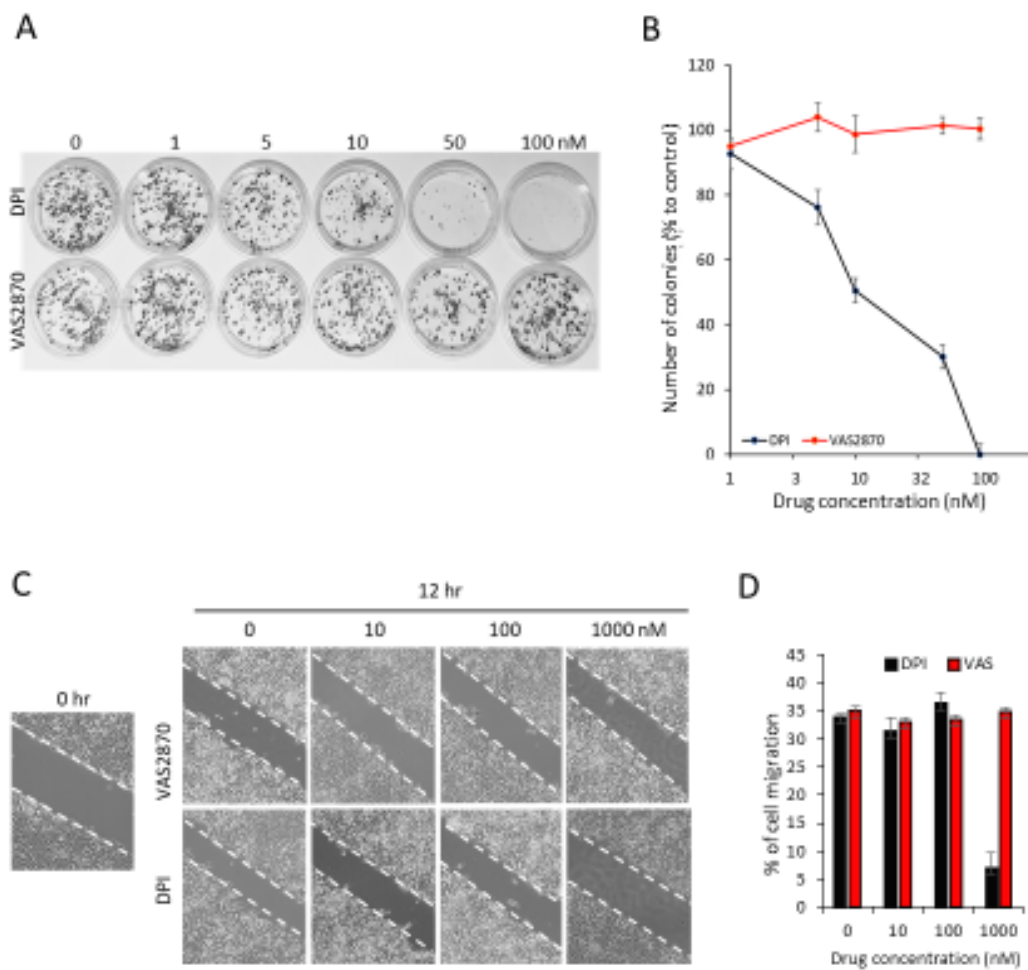 A
0 1 5 10 50 100 nM
DPI
VAS2870
B
Number of colonies (% to control)
120
100
80
60
40
20
0
DPI VAS2870
1 3 10 32 100
Drug concentration (nM)
C
12 hr
0 10 100 1000 nM
0 hr
VAS2870
DPI
D
% of cell migration
45
40
35
30
25
20
15
10
5
0
DPI VAS
0 10 100 1000
Drug concentration (nM)